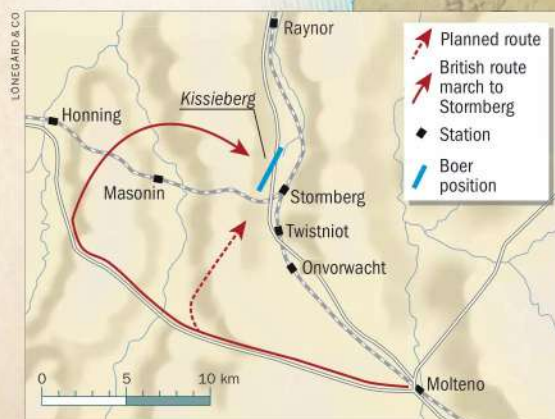 LÖNEGARD & CO
Raynor
Kissieberg
Honning
Masonin
Stormberg
Twistniot
Onvorwacht
Molteno
0 5 10 km
Planned route
British route
march to
Stormberg
Station
Boer
position